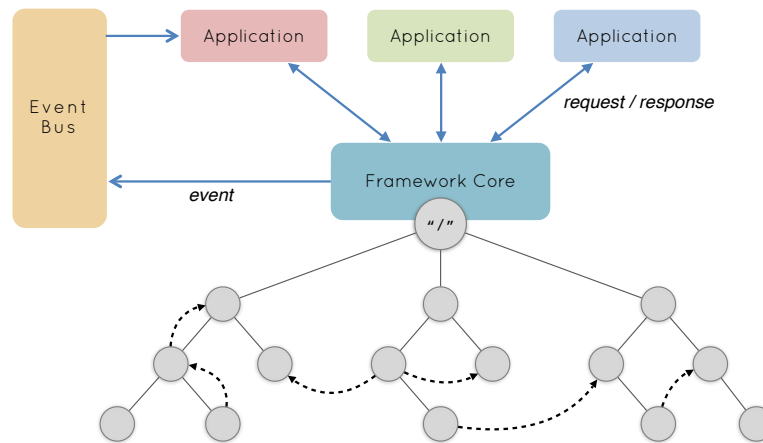 Application
Application
Application
Event
Bus
request / response
Framework Core
event
“/”